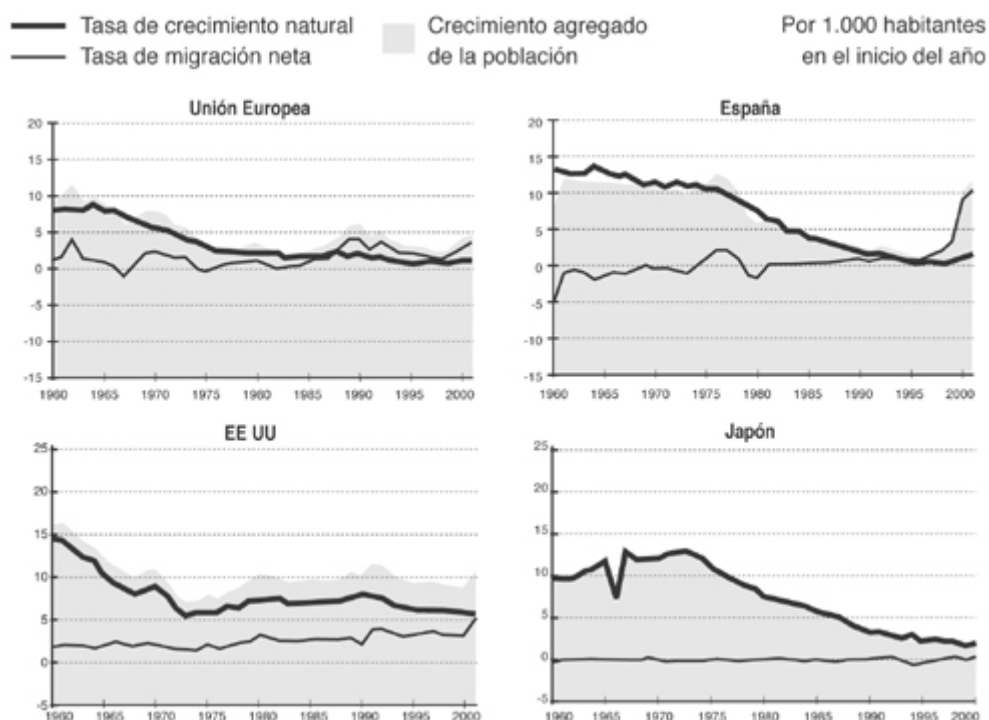 Tasa de crecimiento natural
Tasa de migración neta
Crecimiento agregado
de la población
Por 1.000 habitantes
en el inicio del año
Unión Europea
20
15
10
5
0
-5
-10
-15
1960 1965 1970 1975 1980 1985 1990 1995 2000
España
20
15
10
5
0
-5
-10
-15
1960 1965 1970 1975 1980 1985 1990 1995 2000
EE UU
25
20
15
10
5
0
-5
1960 1965 1970 1975 1980 1985 1990 1995 2000
Japón
25
20
15
10
5
0
-5
1960 1965 1970 1975 1980 1985 1990 1995 2000